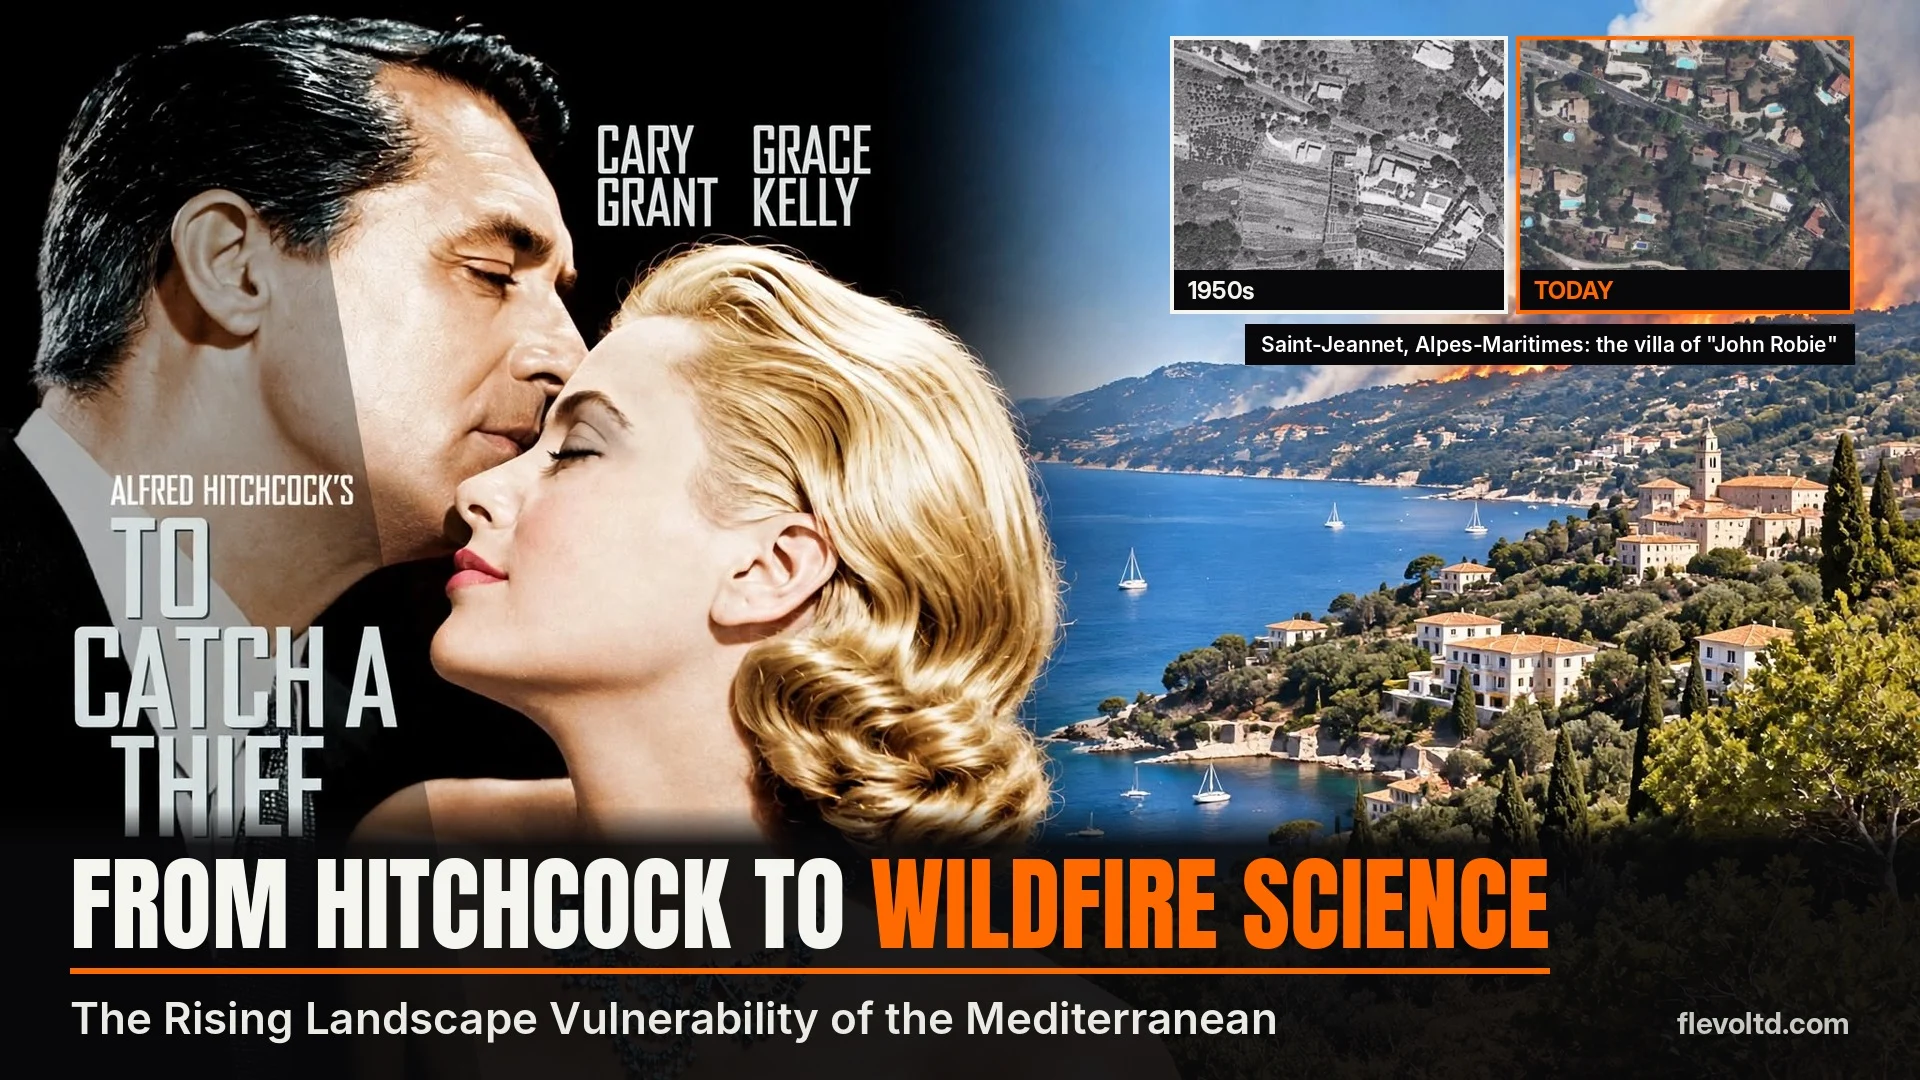 CARY GRACE
GRANT KELLY
ALFRED HITCHCOCK'S
TO
CATCH A
THIEF
1950s
TODAY
Saint-Jeannet, Alpes-Maritimes: the villa of "John Robie"
FROM HITCHCOCK TO WILDFIRE SCIENCE
The Rising Landscape Vulnerability of the Mediterranean
flevoltd.com